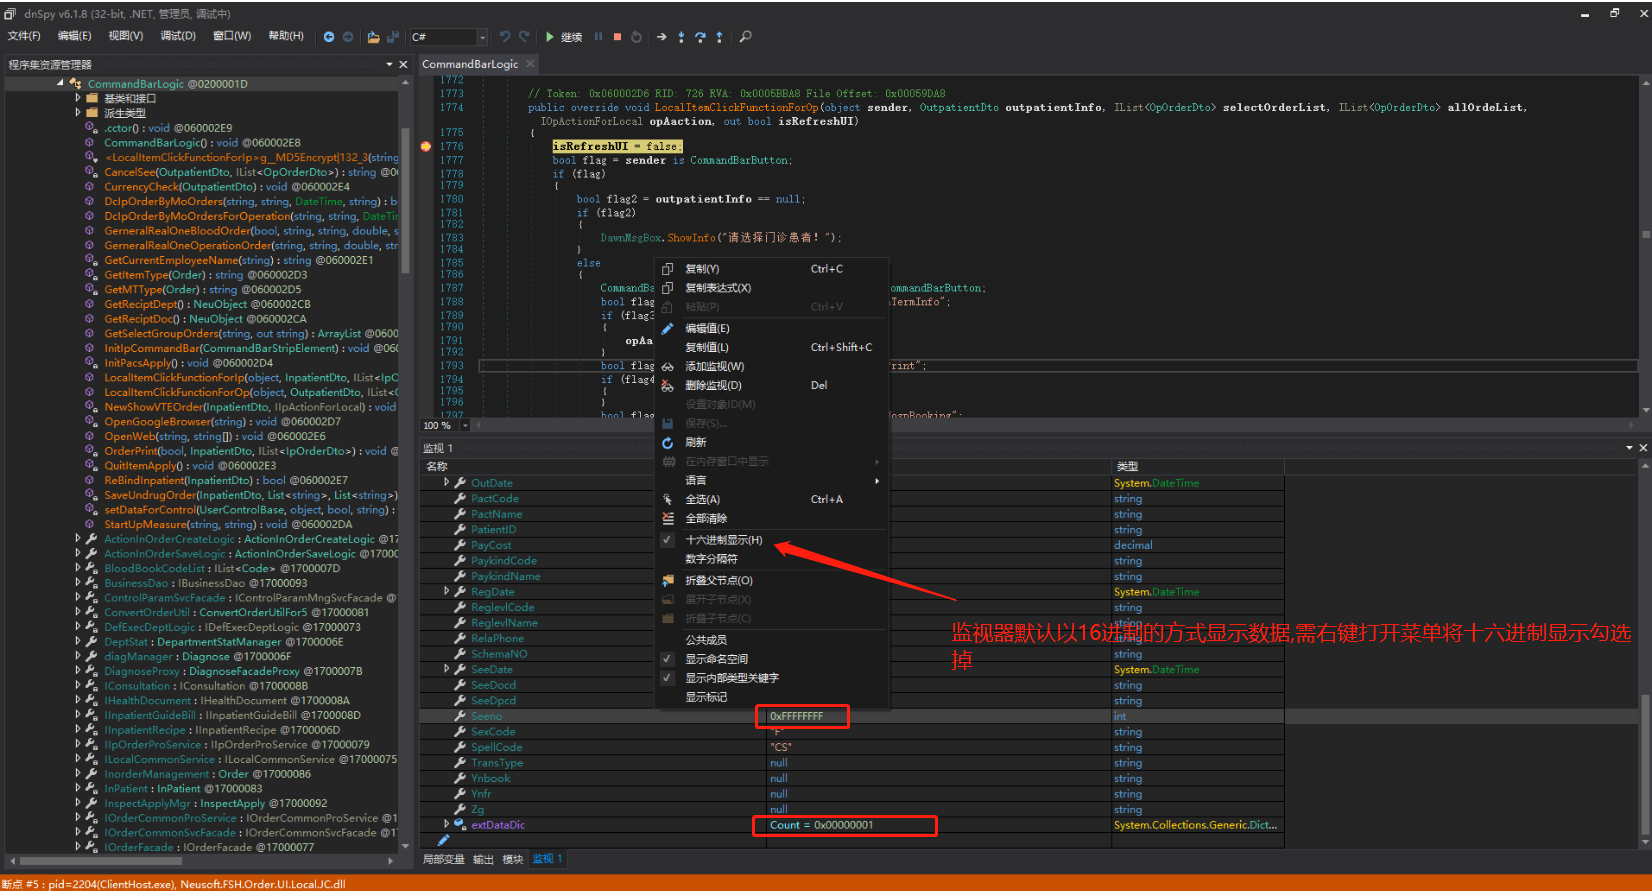 dnSpy v6.1.8 (32-bit, .NET, 管理员, 调试中)
文件(F) 编辑(E) 视图(V) 调试(D) 窗口(W) 帮助(H) C# 继续
程序集资源管理器
CommandBarLogic @0200001D
基类和接口
派生类型
.cctor() : void @060002E9
CommandBarLogic() : void @060002E8
<LocalItemClickFunctionForIp>g__MD5Encrypt|132_3(string
CancelSee(OutpatientDto, IList<OpOrderDto>) : string @06
CurrencyCheck(OutpatientDto) : void @060002E4
DcIpOrderByMoOrders(string, string, DateTime, string) : b
DcIpOrderByMoOrdersForOperation(string, string, DateTir
GerneralRealOneBloodOrder(bool, string, string, double, s
GerneralRealOneOperationOrder(string, string, double, str
GetCurrentEmployeeName(string) : string @060002E1
GetItemType(Order) : string @060002D3
GetMTType(Order) : string @060002D5
GetReciptDept() : NeuObject @060002CB
GetReciptDoc() : NeuObject @060002CA
GetSelectGroupOrders(string, out string) : ArrayList @0600
InitIpCommandBar(CommandBarStripElement) : void @060
InitPacsApply() : void @060002D4
LocalItemClickFunctionForIp(object, InpatientDto, IList<IpO
LocalItemClickFunctionForOp(object, OutpatientDto, IList<
NewShowVTEOrder(InpatientDto, IIpActionForLocal) : void
OpenGoogleBrowser(string) : void @060002D7
OpenWeb(string, string[]) : void @060002E6
OrderPrint(bool, InpatientDto, IList<IpOrderDto>) : void @
QuitItemApply() : void @060002E3
ReBindInpatient(InpatientDto) : bool @060002E7
SaveUndrugOrder(InpatientDto, List<string>, List<string>)
setDataForControl(UserControlBase, object, bool, string) :
StartUpMeasure(string, string) : void @060002DA
ActionInOrderCreateLogic : ActionInOrderCreateLogic @17
ActionInOrderSaveLogic : ActionInOrderSaveLogic @17000
BloodBookCodeList : IList<Code> @1700007D
BusinessDao : IBusinessDao @17000093
ControlParamSvcFacade : IControlParamMngSvcFacade @
ConvertOrderUtil : ConvertOrderUtilFor5 @17000081
DefExecDeptLogic : IDefExecDeptLogic @17000073
DeptStat : DepartmentStatManager @1700006E
diagManager : Diagnose @1700006F
DiagnoseProxy : DiagnoseFacadeProxy @1700007B
IConsultation : IConsultation @1700008B
IHealthDocument : IHealthDocument @1700008A
IInpatientGuideBill : IInpatientGuideBill @1700008D
IInpatientRecipe : IInpatientRecipe @1700006D
IIpOrderProService : IIpOrderProService @17000079
ILocalCommonService : ILocalCommonService @17000075
InorderManagement : Order @17000086
InPatient : InPatient @17000083
InspectApplyMgr : InspectApply @17000092
IOrderCommonProService : IOrderCommonProService @1
IOrderCommonSvcFacade : IOrderCommonSvcFacade @17
IOrderFacade : IOrderFacade @17000077
CommandBarLogic
1772
1773 // Token: 0x060002D6 RID: 726 RVA: 0x0005BBA8 File Offset: 0x00059DA8
1774 public override void LocalItemClickFunctionForOp(object sender, OutpatientDto outpatientInfo, IList<OpOrderDto> selectOrderList, IList<OpOrderDto> allOrdeList,
IOpActionForLocal opAaction, out bool isRefreshUI)
1775 {
1776 isRefreshUI = false;
1777 bool flag = sender is CommandBarButton;
1778 if (flag)
1779 {
1780 bool flag2 = outpatientInfo == null;
1781 if (flag2)
1782 {
1783 DawnMsgBox.ShowInfo("请选择门诊患者！");
1784 }
1785 else
1786 {
1787 CommandBa ommandBarButton;
1788 bool flag TermInfo";
1789 if (flag3
1790 {
1791 opAa
1792 }
1793 bool flag rint";
1794 if (flag4
1795 {
1796 }
1797 bool flag ospBooking";
100 %
复制(Y) Ctrl+C
复制表达式(X)
粘贴(P) Ctrl+V
编辑值(E)
复制值(L) Ctrl+Shift+C
添加监视(W)
删除监视(D) Del
设置对象ID(M)
保存(S)...
刷新
在内存窗口中显示
语言
全选(A) Ctrl+A
全部清除
十六进制显示(H)
数字分隔符
折叠父节点(O)
展开子节点(X)
折叠子节点(C)
公共成员
显示命名空间
显示内部类型关键字
显示标记
监视器默认以16进制的方式显示数据,需右键打开菜单将十六进制显示勾选
掉
监视 1
名称 类型
OutDate System.DateTime
PactCode string
PactName string
PatientID string
PayCost decimal
PaykindCode string
PaykindName string
RegDate System.DateTime
ReglevlCode string
ReglevlName string
RelaPhone string
SchemaNO string
SeeDate System.DateTime
SeeDocd string
SeeDpcd string
Seeno 0xFFFFFFFF int
SexCode "F" string
SpellCode "CS" string
TransType null string
Ynbook null string
Ynfr null string
Zg null string
extDataDic Count = 0x00000001 System.Collections.Generic.Dict...
局部变量 输出 模块 监视 1
断点 #5 : pid=2204(ClientHost.exe), Neusoft.FSH.Order.UI.Local.JC.dll